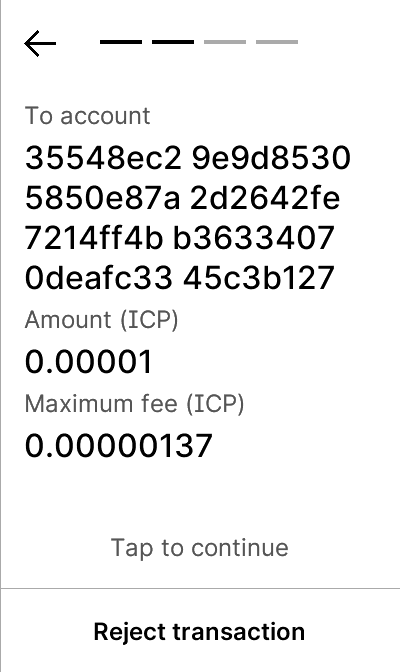 To account
35548ec2 9e9d8530
5850e87a 2d2642fe
7214ff4b b3633407
0deafc33 45c3b127
Amount (ICP)
0.00001
Maximum fee (ICP)
0.00000137
Tap to continue
Reject transaction